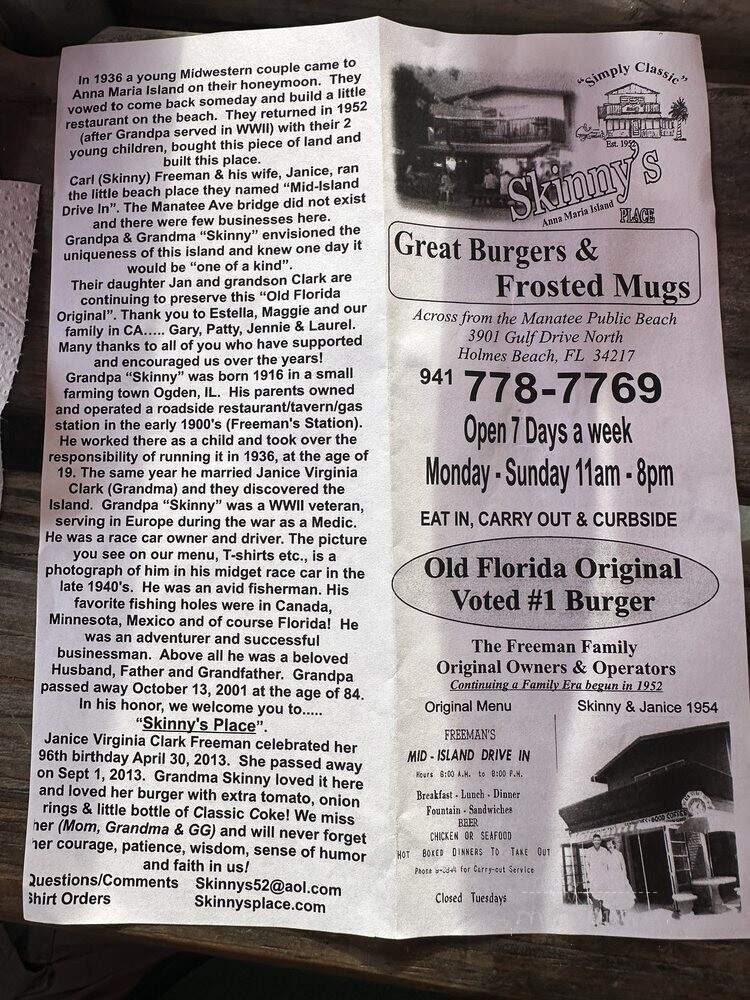 In 1936 a young Midwestern couple came to
Anna Maria Island on their honeymoon. They
vowed to come back someday and build a little
restaurant on the beach. They returned in 1952
(after Grandpa served in WWII) with their 2
young children, bought this piece of land and
built this place.
Carl (Skinny) Freeman & his wife, Janice, ran
the little beach place they named "Mid-Island
Drive In". The Manatee Ave bridge did not exist
and there were few businesses here.
Grandpa & Grandma "Skinny" envisioned the
uniqueness of this island and knew one day it
would be "one of a kind".
Their daughter Jan and grandson Clark are
continuing to preserve this "Old Florida
Original". Thank you to Estella, Maggie and our
family in CA..... Gary, Patty, Jennie & Laurel.
Many thanks to all of you who have supported
and encouraged us over the years!
Grandpa "Skinny" was born 1916 in a small
farming town Ogden, IL. His parents owned
and operated a roadside restaurant/tavern/gas
station in the early 1900's (Freeman's Station).
He worked there as a child and took over the
responsibility of running it in 1936, at the age of
19. The same year he married Janice Virginia
Clark (Grandma) and they discovered the
Island. Grandpa "Skinny" was a WWII veteran,
serving in Europe during the war as a Medic.
He was a race car owner and driver. The picture
you see on our menu, T-shirts etc., is a
photograph of him in his midget race car in the
late 1940's. He was an avid fisherman. His
favorite fishing holes were in Canada,
Minnesota, Mexico and of course Florida! He
was an adventurer and successful
businessman. Above all he was a beloved
Husband, Father and Grandfather. Grandpa
passed away October 13, 2001 at the age of 84.
In his honor, we welcome you to.....
"Skinny's Place".
Janice Virginia Clark Freeman celebrated her
96th birthday April 30, 2013. She passed away
on Sept 1, 2013. Grandma Skinny loved it here
and loved her burger with extra tomato, onion
rings & little bottle of Classic Coke! We miss
her (Mom, Grandma & GG) and will never forget
her courage, patience, wisdom, sense of humor
and faith in us!
Questions/Comments Skinnys52@aol.com
Shirt Orders Skinnysplace.com
"Simply Classic"
Est. 1952
Skinny's
Anna Maria Island PLACE
Great Burgers &
Frosted Mugs
Across from the Manatee Public Beach
3901 Gulf Drive North
Holmes Beach, FL 34217
941 778-7769
Open 7 Days a week
Monday - Sunday 11am - 8pm
EAT IN, CARRY OUT & CURBSIDE
Old Florida Original
Voted #1 Burger
The Freeman Family
Original Owners & Operators
Continuing a Family Era begun in 1952
Original Menu Skinny & Janice 1954
FREEMAN'S
MID - ISLAND DRIVE IN
Hours 8:00 A.M. to 8:00 P.M.
Breakfast - Lunch - Dinner
Fountain - Sandwiches
BEER
CHICKEN OR SEAFOOD
HOT BOXED DINNERS TO TAKE OUT
Phone for Carry-out Service
Closed Tuesdays